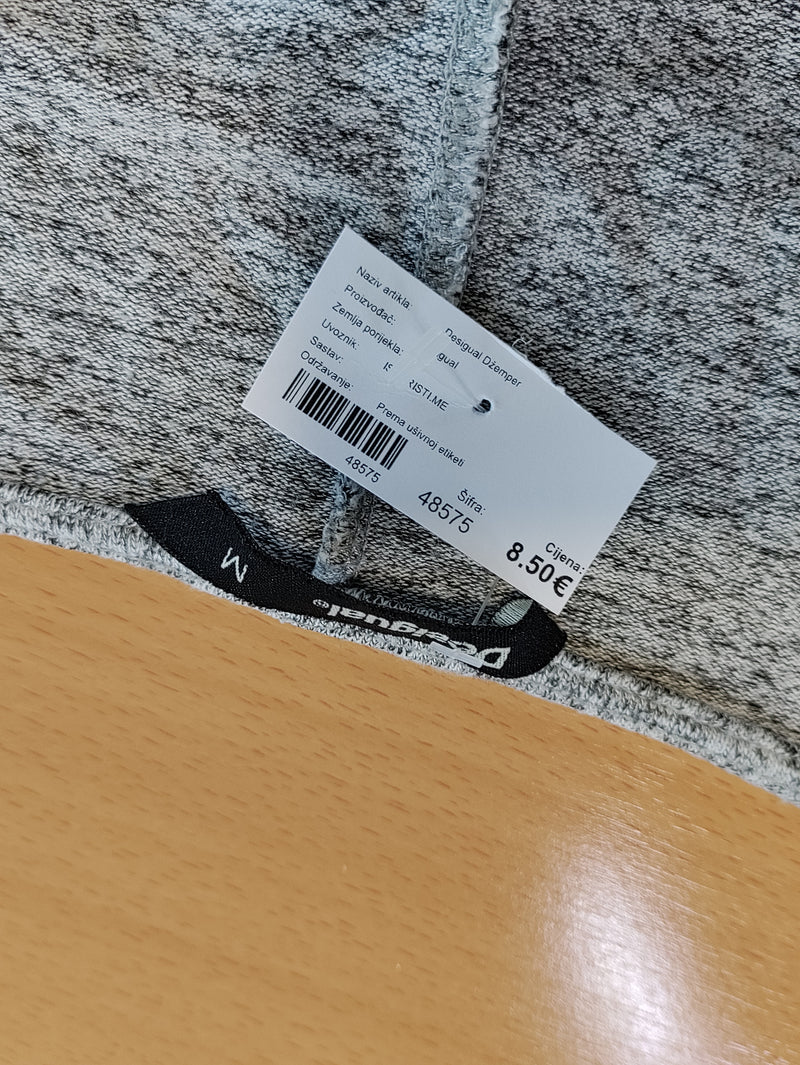 Naziv artikla: Desigual Džemper
Proizvođač: gual
Zemlja porijekla:
Uvoznik: RISTI.ME
Sastav:
Održavanje: Prema ušivnoj etiketi
48575
Šifra:
48575
Cijena:
8.50€
M
Desigual®